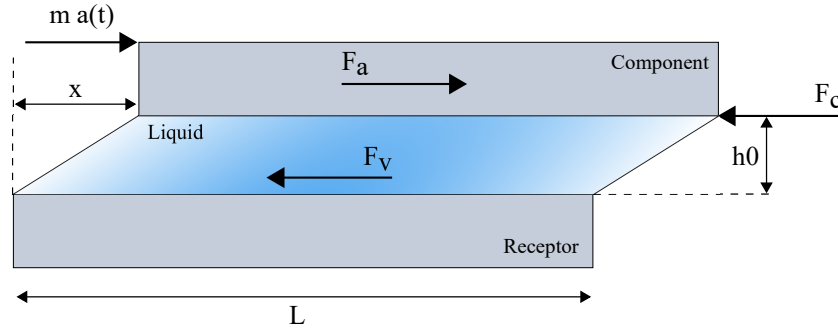 m a(t)
Fa
Component
x
Fc
Liquid
Fv
h0
Receptor
L